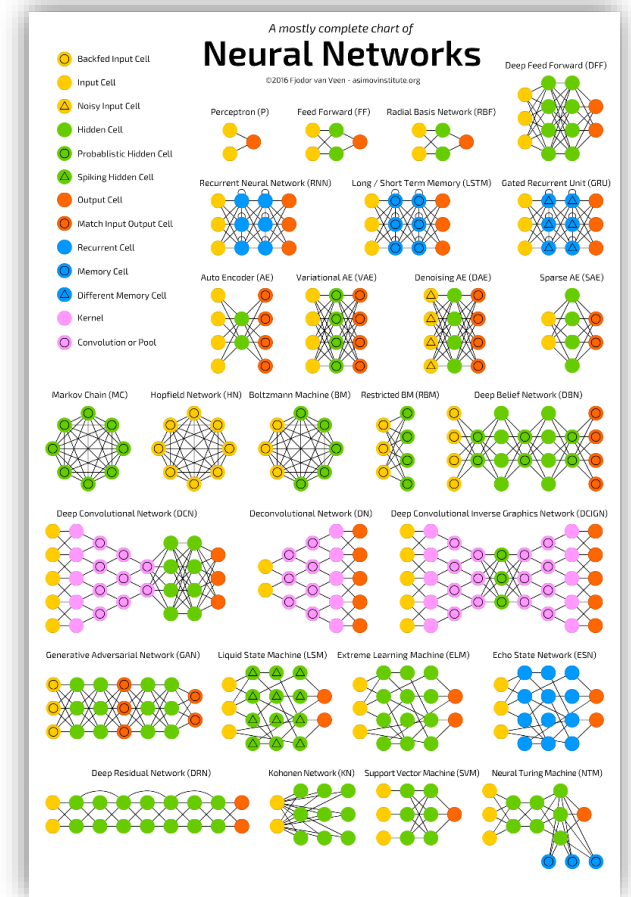 A mostly complete chart of
Neural Networks
©2016 Fjodor van Veen - asimovinstitute.org
Backfed Input Cell
Input Cell
Noisy Input Cell
Hidden Cell
Probablistic Hidden Cell
Spiking Hidden Cell
Output Cell
Match Input Output Cell
Recurrent Cell
Memory Cell
Different Memory Cell
Kernel
Convolution or Pool
Deep Feed Forward (DFF)
Perceptron (P) Feed Forward (FF) Radial Basis Network (RBF)
Recurrent Neural Network (RNN) Long / Short Term Memory (LSTM) Gated Recurrent Unit (GRU)
Auto Encoder (AE) Variational AE (VAE) Denoising AE (DAE) Sparse AE (SAE)
Markov Chain (MC) Hopfield Network (HN) Boltzmann Machine (BM) Restricted BM (RBM) Deep Belief Network (DBN)
Deep Convolutional Network (DCN) Deconvolutional Network (DN) Deep Convolutional Inverse Graphics Network (DCIGN)
Generative Adversarial Network (GAN) Liquid State Machine (LSM) Extreme Learning Machine (ELM) Echo State Network (ESN)
Deep Residual Network (DRN) Kohonen Network (KN) Support Vector Machine (SVM) Neural Turing Machine (NTM)